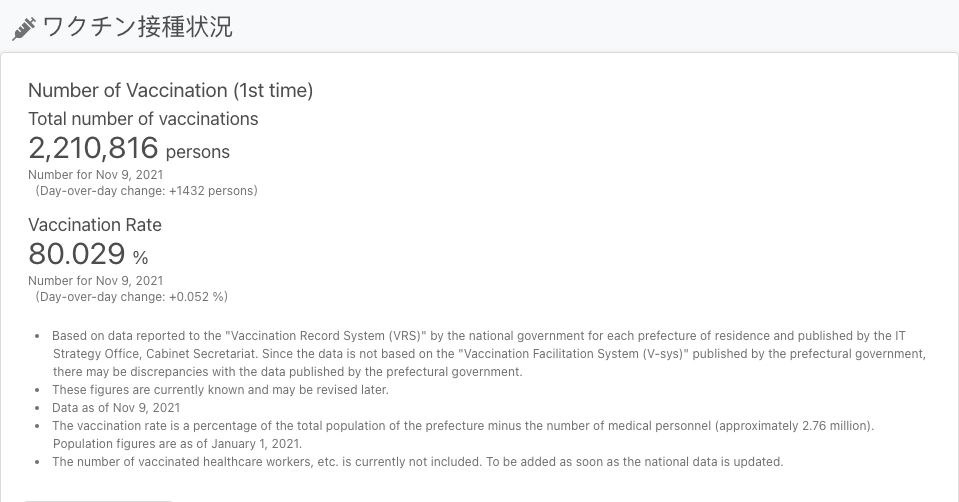 ワクチン接種状況
Number of Vaccination (1st time)
Total number of vaccinations
2,210,816 persons
Number for Nov 9, 2021
(Day-over-day change: +1432 persons)
Vaccination Rate
80.029 %
Number for Nov 9, 2021
(Day-over-day change: +0.052 %)
• Based on data reported to the "Vaccination Record System (VRS)" by the national government for each prefecture of residence and published by the IT
Strategy Office, Cabinet Secretariat. Since the data is not based on the "Vaccination Facilitation System (V-sys)" published by the prefectural government,
there may be discrepancies with the data published by the prefectural government.
• These figures are currently known and may be revised later.
• Data as of Nov 9, 2021
• The vaccination rate is a percentage of the total population of the prefecture minus the number of medical personnel (approximately 2.76 million).
Population figures are as of January 1, 2021.
• The number of vaccinated healthcare workers, etc. is currently not included. To be added as soon as the national data is updated.